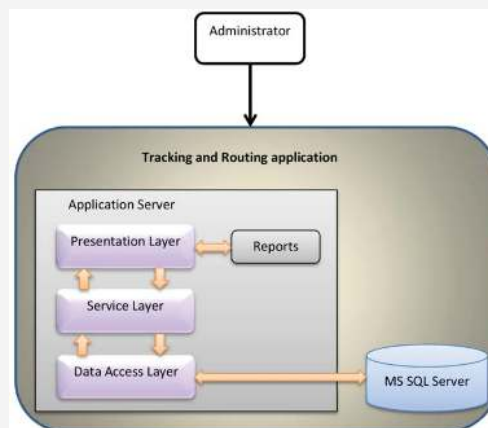 Administrator
Tracking and Routing application
Application Server
Presentation Layer
Reports
Service Layer
Data Access Layer
MS SQL Server